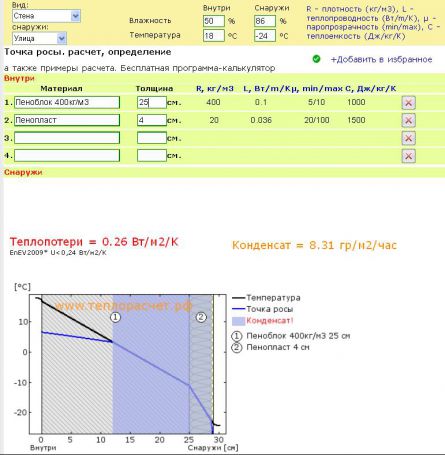 Вид:
Стена
снаружи:
Улица
Внутри Снаружи
Влажность 50 % 86 %
Температура 18 ºC -24 ºC
R - плотность (кг/м3), L -
теплопроводность (Вт/m/K), μ -
паропрозрачность (min/max), C -
теплоемкость (Дж/кг/К)
Точка росы. расчет, определение
+Добавить в избранное
а также примеры расчета. Бесплатная программа-калькулятор
Внутри
Материал Толщина R, кг/м3 L, Вт/m/K μ, min/max C, Дж/кг/К
1. Пеноблок 400кг/м3 25 см. 400 0.1 5/10 1000
2. Пенопласт 4 см. 20 0.036 20/100 1500
3. см.
4. см.
Снаружи
Теплопотери = 0.26 Вт/м2/К
EnEV2009* U<0,24 Вт/м2/К
Конденсат = 8.31 гр/м2/час
[°C]
www.теплорасчет.рф
1 2
10
0
-10
-20
0 5 10 15 20 25 30
Внутри Снаружи [см]
Температура
Точка росы
Конденсат!
1 Пеноблок 400кг/м3 25 см
2 Пенопласт 4 см